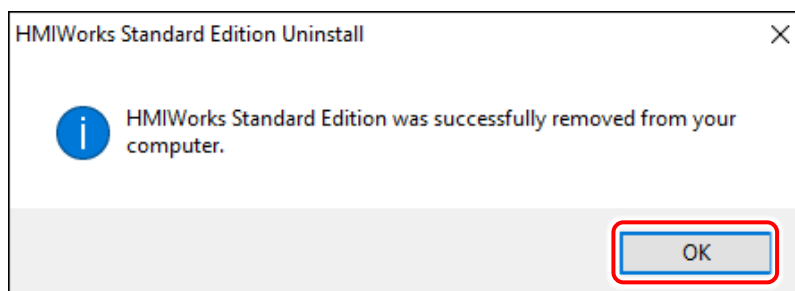 HMIWorks Standard Edition Uninstall
HMIWorks Standard Edition was successfully removed from your
computer.
OK